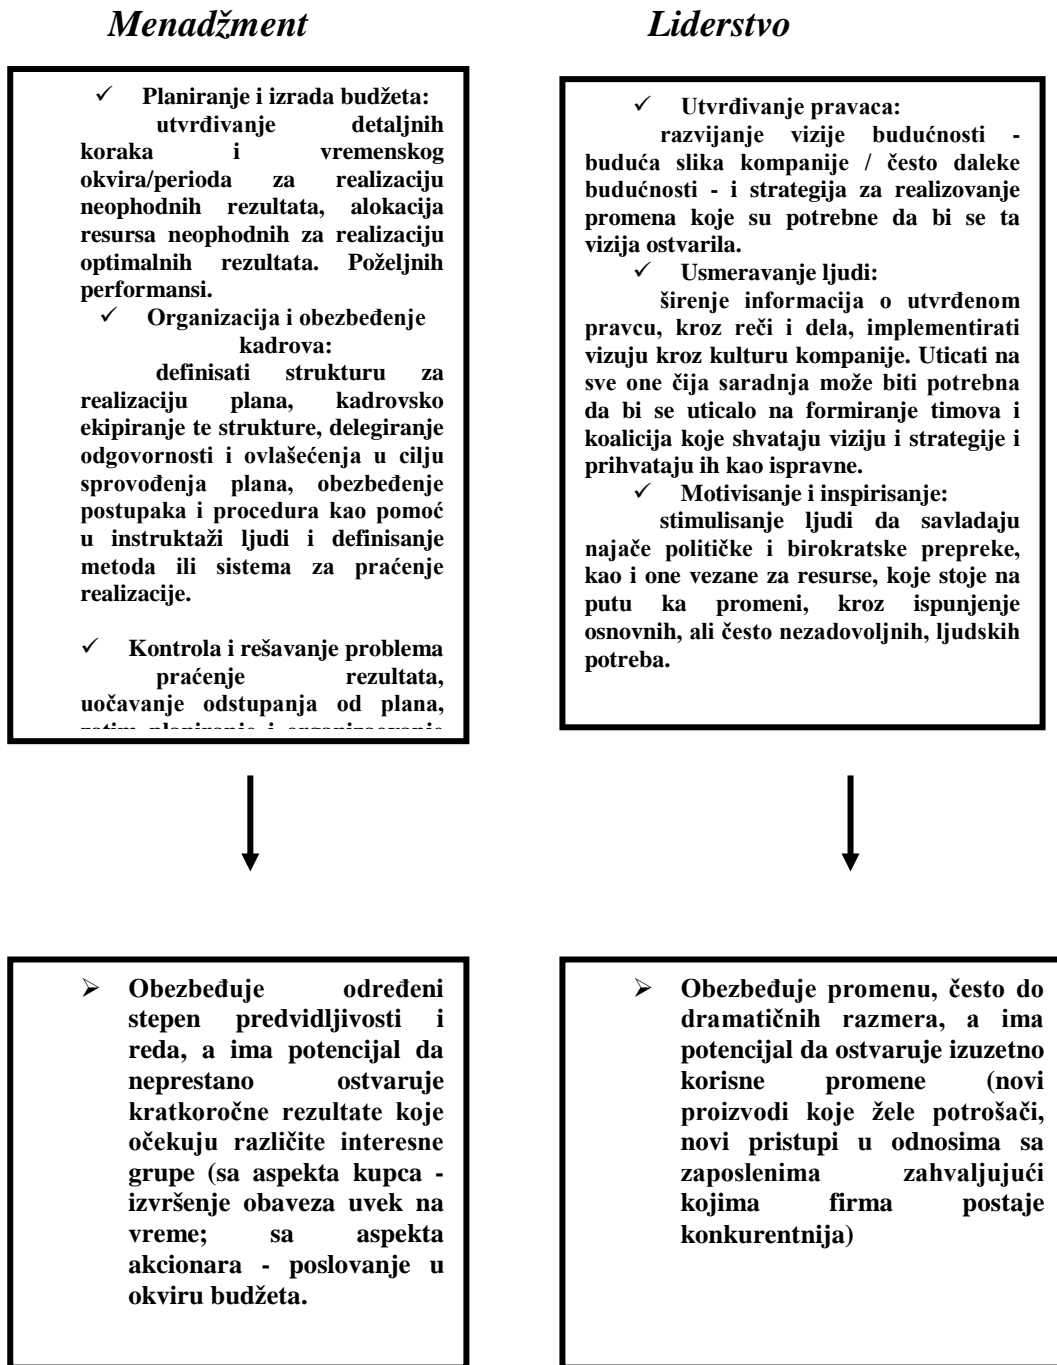 Menadžment
✓ Planiranje i izrada budžeta:
utvrđivanje detaljnih
koraka i vremenskog
okvira/perioda za realizaciju
neophodnih rezultata, alokacija
resursa neophodnih za realizaciju
optimalnih rezultata. Poželjnih
performansi.
✓ Organizacija i obezbeđenje
kadrova:
definisati strukturu za
realizaciju plana, kadrovsko
ekipiranje te strukture, delegiranje
odgovornosti i ovlašećenja u cilju
sprovođenja plana, obezbeđenje
postupaka i procedura kao pomoć
u instruktaži ljudi i definisanje
metoda ili sistema za praćenje
realizacije.
✓ Kontrola i rešavanje problema
praćenje rezultata,
uočavanje odstupanja od plana,
zatim planiranje i organizaovanje
➢ Obezbeđuje određeni
stepen predvidljivosti i
reda, a ima potencijal da
neprestano ostvaruje
kratkoročne rezultate koje
očekuju različite interesne
grupe (sa aspekta kupca -
izvršenje obaveza uvek na
vreme; sa aspekta
akcionara - poslovanje u
okviru budžeta.
Liderstvo
✓ Utvrđivanje pravaca:
razvijanje vizije budućnosti -
buduća slika kompanije / često daleke
budućnosti - i strategija za realizovanje
promena koje su potrebne da bi se ta
vizija ostvarila.
✓ Usmeravanje ljudi:
širenje informacija o utvrđenom
pravcu, kroz reči i dela, implementirati
vizuju kroz kulturu kompanije. Uticati na
sve one čija saradnja može biti potrebna
da bi se uticalo na formiranje timova i
koalicija koje shvataju viziju i strategije i
prihvataju ih kao ispravne.
✓ Motivisanje i inspirisanje:
stimulisanje ljudi da savladaju
najače političke i birokratske prepreke,
kao i one vezane za resurse, koje stoje na
putu ka promeni, kroz ispunjenje
osnovnih, ali često nezadovoljnih, ljudskih
potreba.
➢ Obezbeđuje promenu, često do
dramatičnih razmera, a ima
potencijal da ostvaruje izuzetno
korisne promene (novi
proizvodi koje žele potrošači,
novi pristupi u odnosima sa
zaposlenima zahvaljujući
kojima firma postaje
konkurentnija)